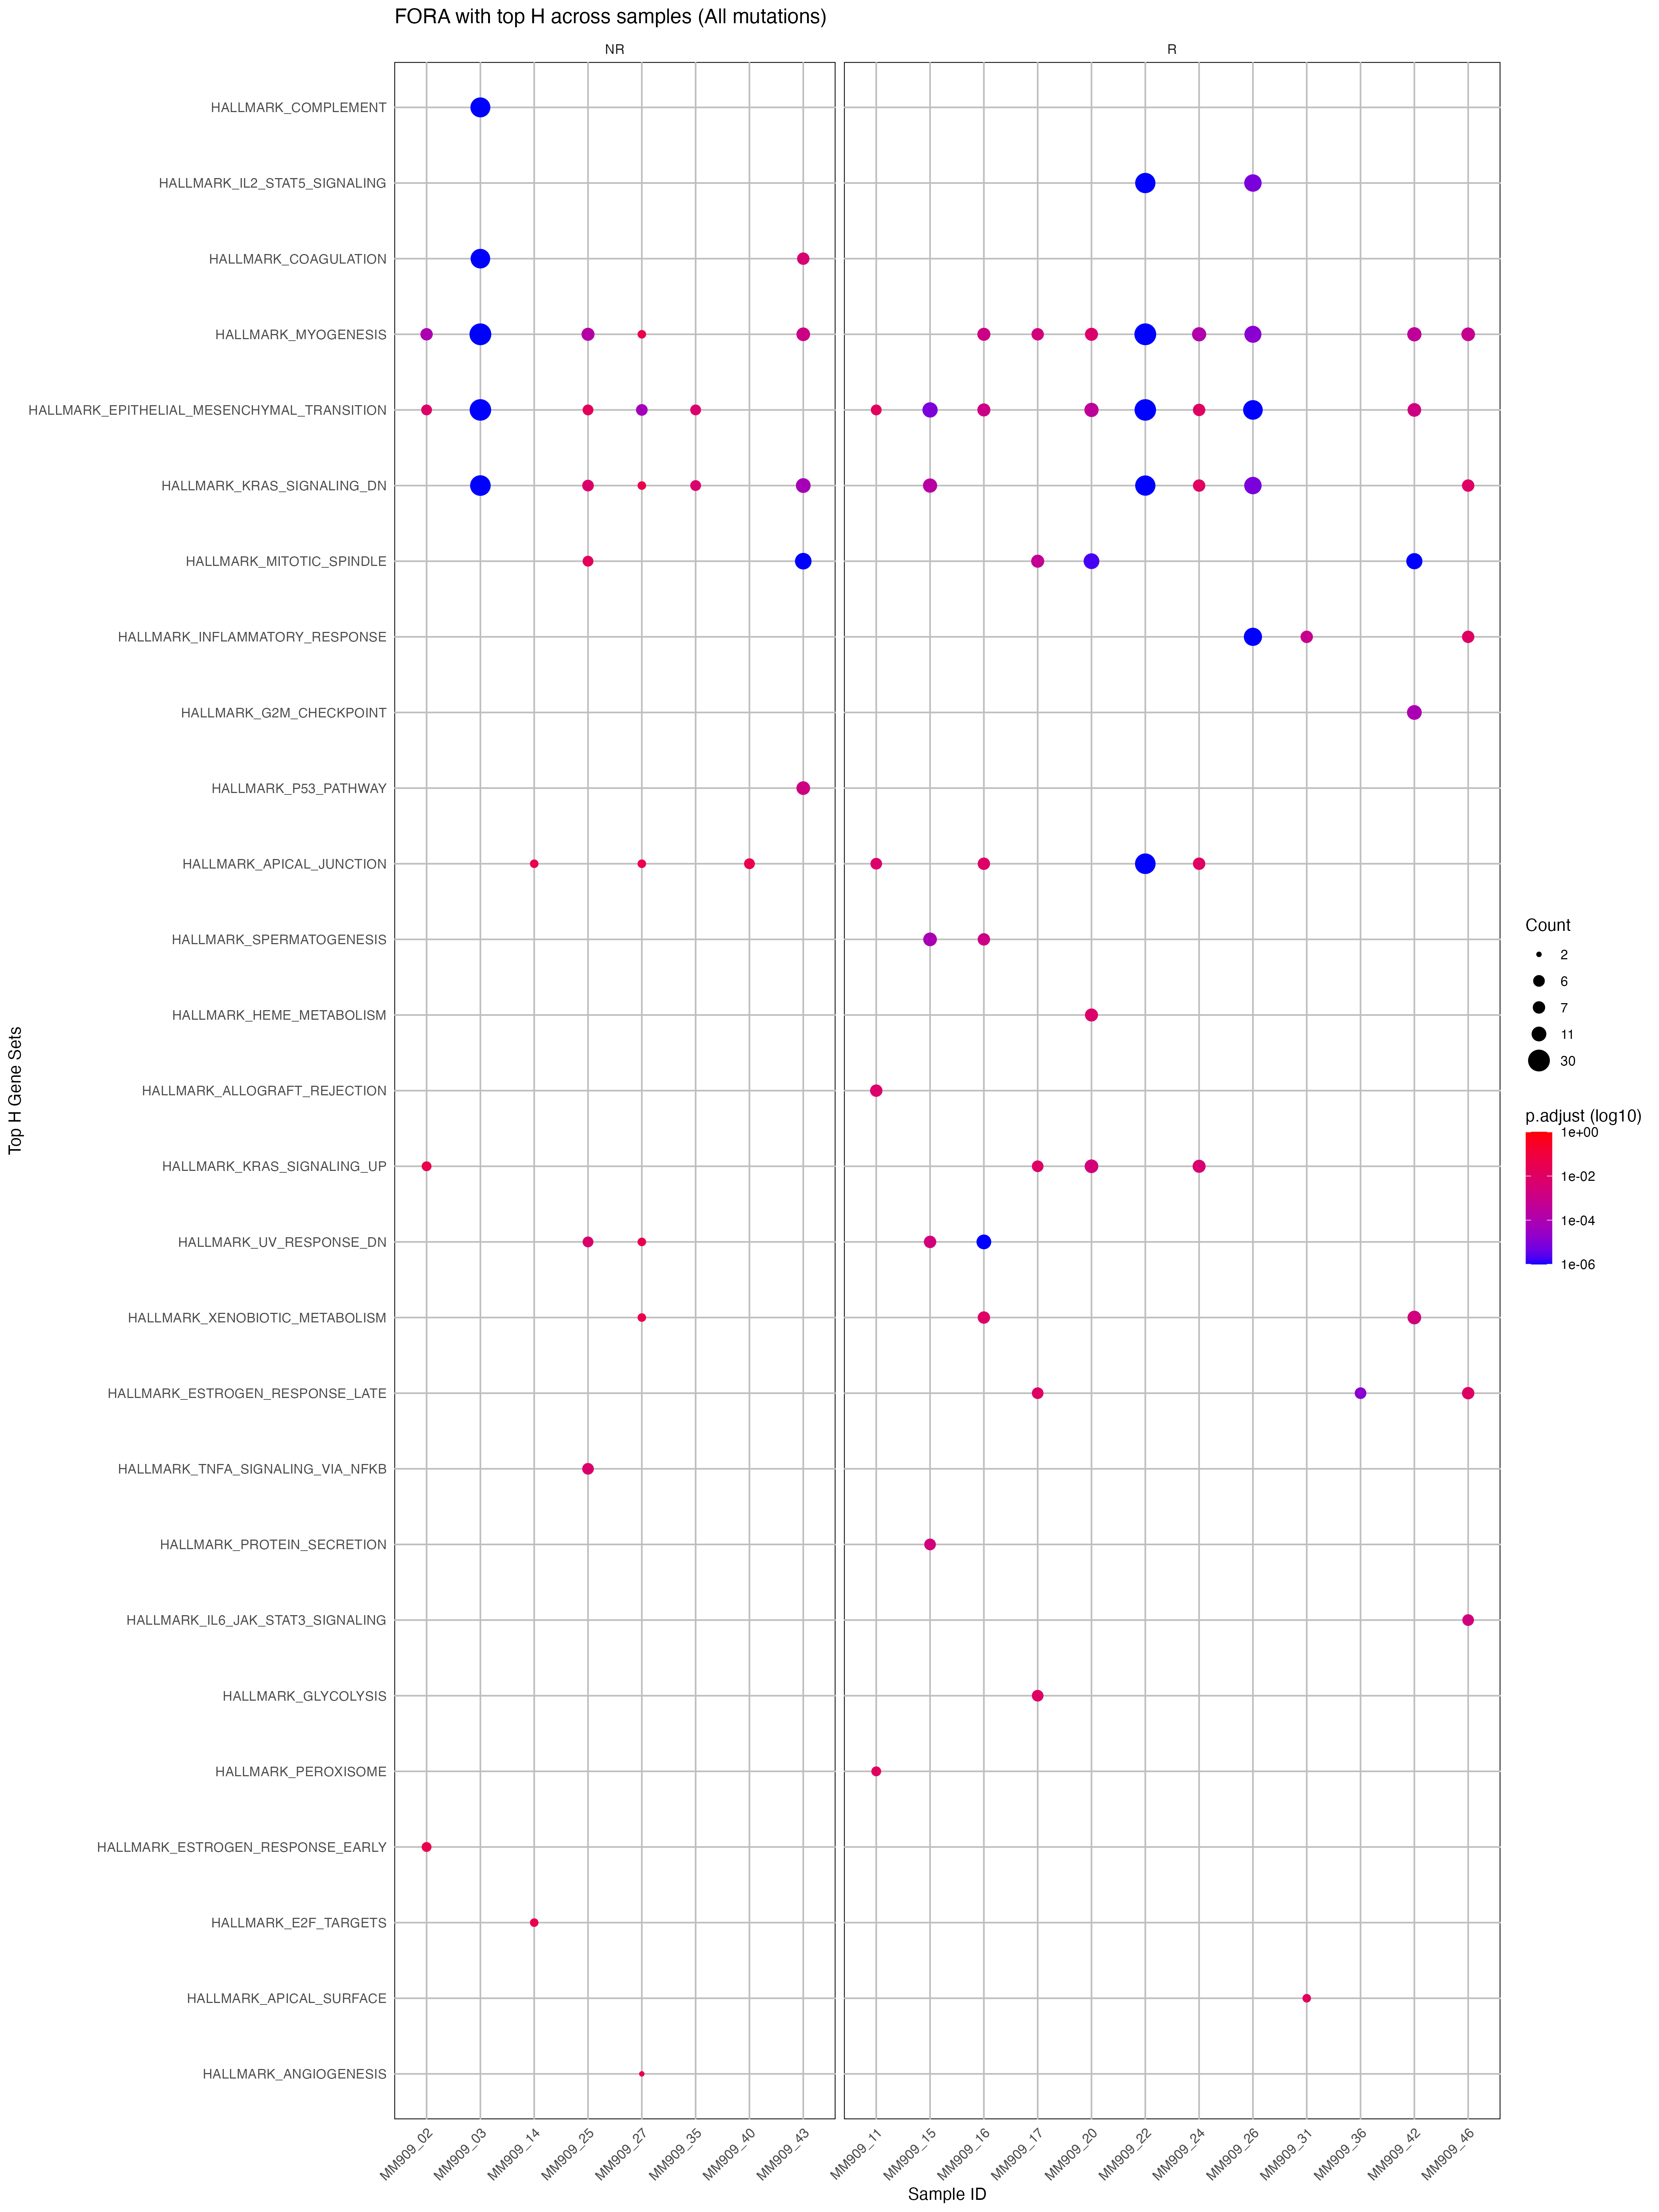 FORA with top H across samples (All mutations)
NR
R
HALLMARK_COMPLEMENT
HALLMARK_IL2_STAT5_SIGNALING
HALLMARK_COAGULATION
HALLMARK_MYOGENESIS
HALLMARK_EPITHELIAL_MESENCHYMAL_TRANSITION
HALLMARK_KRAS_SIGNALING_DN
HALLMARK_MITOTIC_SPINDLE
HALLMARK_INFLAMMATORY_RESPONSE
HALLMARK_G2M_CHECKPOINT
HALLMARK_P53_PATHWAY
HALLMARK_APICAL_JUNCTION
HALLMARK_SPERMATOGENESIS
HALLMARK_HEME_METABOLISM
HALLMARK_ALLOGRAFT_REJECTION
HALLMARK_KRAS_SIGNALING_UP
HALLMARK_UV_RESPONSE_DN
HALLMARK_XENOBIOTIC_METABOLISM
HALLMARK_ESTROGEN_RESPONSE_LATE
HALLMARK_TNFA_SIGNALING_VIA_NFKB
HALLMARK_PROTEIN_SECRETION
HALLMARK_IL6_JAK_STAT3_SIGNALING
HALLMARK_GLYCOLYSIS
HALLMARK_PEROXISOME
HALLMARK_ESTROGEN_RESPONSE_EARLY
HALLMARK_E2F_TARGETS
HALLMARK_APICAL_SURFACE
HALLMARK_ANGIOGENESIS
Top H Gene Sets
MM909_02
MM909_03
MM909_14
MM909_25
MM909_27
MM909_35
MM909_40
MM909_43
MM909_11
MM909_15
MM909_16
MM909_17
MM909_20
MM909_22
MM909_24
MM909_26
MM909_31
MM909_36
MM909_42
MM909_46
Sample ID
Count
2
6
7
11
30
p.adjust (log10)
1e+00
1e-02
1e-04
1e-06